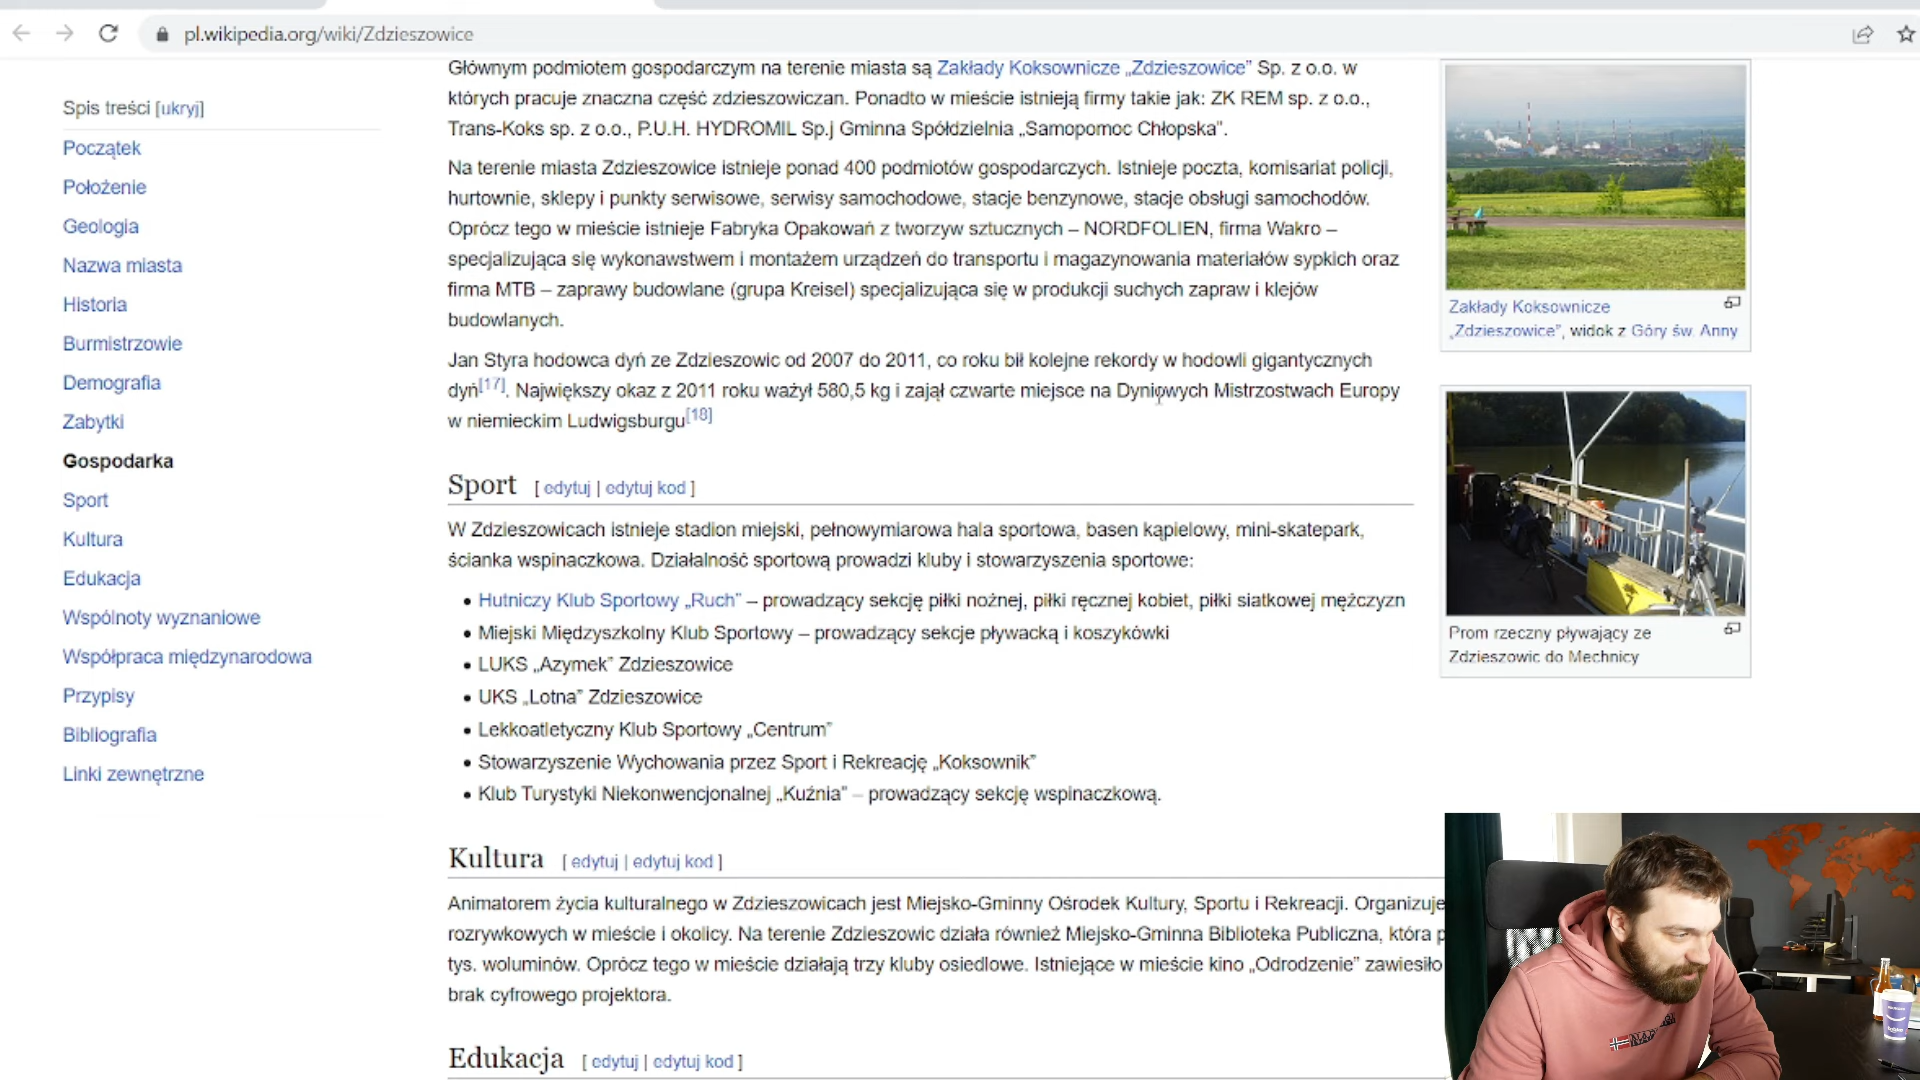 pl.wikipedia.org/wiki/Zdzieszowice
Spis treści [ukryj]
Początek
Położenie
Geologia
Nazwa miasta
Historia
Burmistrzowie
Demografia
Zabytki
Gospodarka
Sport
Kultura
Edukacja
Wspólnoty wyznaniowe
Współpraca międzynarodowa
Przypisy
Bibliografia
Linki zewnętrzne
Głównym podmiotem gospodarczym na terenie miasta są Zakłady Koksownicze „Zdzieszowice” Sp. z o.o. w
których pracuje znaczna część zdzieszowiczan. Ponadto w mieście istnieją firmy takie jak: ZK REM sp. z o.o.,
Trans-Koks sp. z o.o., P.U.H. HYDROMIL Sp.j Gminna Spółdzielnia „Samopomoc Chłopska”.
Na terenie miasta Zdzieszowice istnieje ponad 400 podmiotów gospodarczych. Istnieje poczta, komisariat policji,
hurtownie, sklepy i punkty serwisowe, serwisy samochodowe, stacje benzynowe, stacje obsługi samochodów.
Oprócz tego w mieście istnieje Fabryka Opakowań z tworzyw sztucznych – NORDFOLIEN, firma Wakro –
specjalizująca się wykonawstwem i montażem urządzeń do transportu i magazynowania materiałów sypkich oraz
firma MTB – zaprawy budowlane (grupa Kreisel) specjalizująca się w produkcji suchych zapraw i klejów
budowlanych.
Jan Styra hodowca dyń ze Zdzieszowic od 2007 do 2011, co roku bił kolejne rekordy w hodowli gigantycznych
dyń[17]. Największy okaz z 2011 roku ważył 580,5 kg i zajął czwarte miejsce na Dyniowych Mistrzostwach Europy
w niemieckim Ludwigsburgu[18]
Sport [ edytuj | edytuj kod ]
W Zdzieszowicach istnieje stadion miejski, pełnowymiarowa hala sportowa, basen kąpielowy, mini-skatepark,
ścianka wspinaczkowa. Działalność sportową prowadzi kluby i stowarzyszenia sportowe:
• Hutniczy Klub Sportowy „Ruch” – prowadzący sekcję piłki nożnej, piłki ręcznej kobiet, piłki siatkowej mężczyzn
• Miejski Międzyszkolny Klub Sportowy – prowadzący sekcje pływacką i koszykówki
• LUKS „Azymek” Zdzieszowice
• UKS „Lotna” Zdzieszowice
• Lekkoatletyczny Klub Sportowy „Centrum”
• Stowarzyszenie Wychowania przez Sport i Rekreację „Koksownik”
• Klub Turystyki Niekonwencjonalnej „Kuźnia” – prowadzący sekcję wspinaczkową.
Kultura [ edytuj | edytuj kod ]
Animatorem życia kulturalnego w Zdzieszowicach jest Miejsko-Gminny Ośrodek Kultury, Sportu i Rekreacji. Organizuje
rozrywkowych w mieście i okolicy. Na terenie Zdzieszowic działa również Miejsko-Gminna Biblioteka Publiczna, która p
tys. woluminów. Oprócz tego w mieście działają trzy kluby osiedlowe. Istniejące w mieście kino „Odrodzenie” zawiesiło
brak cyfrowego projektora.
Edukacja [ edytuj | edytuj kod ]
Zakłady Koksownicze
„Zdzieszowice”, widok z Góry św. Anny
Prom rzeczny pływający ze
Zdzieszowic do Mechnicy